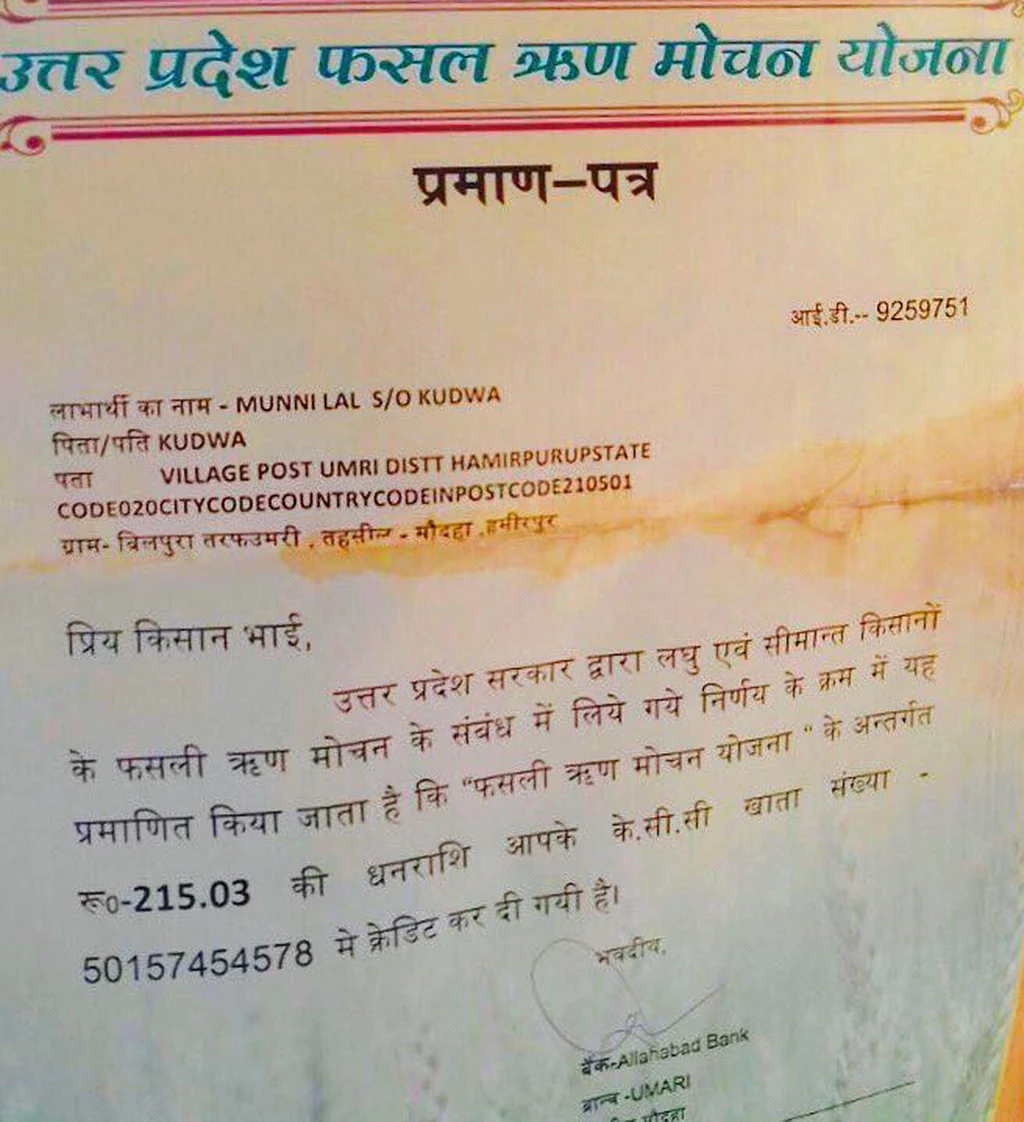 उत्तर प्रदेश फसल ऋण मोचन योजना
प्रमाण–पत्र
आई.डी.-- 9259751
लाभार्थी का नाम - MUNNI LAL S/O KUDWA
पिता/पति KUDWA
पता VILLAGE POST UMRI DISTT HAMIRPURUPSTATE
CODE020CITYCODECOUNTRYCODEINPOSTCODE210501
ग्राम- त्रिलपुरा तरफउमरी , तहसील - मौदहा ,हमीरपुर
प्रिय किसान भाई,
उत्तर प्रदेश सरकार द्वारा लघु एवं सीमान्त किसानों
के फसली ऋण मोचन के संबंध में लिये गये निर्णय के क्रम में यह
प्रमाणित किया जाता है कि "फसली ऋण मोचन योजना " के अन्तर्गत
रू0-215.03 की धनराशि आपके के.सी.सी खाता संख्या -
50157454578 मे क्रेडिट कर दी गयी है।
भवदीय,
बैंक-Allahabad Bank
ब्रान्च -UMARI
मौदहा